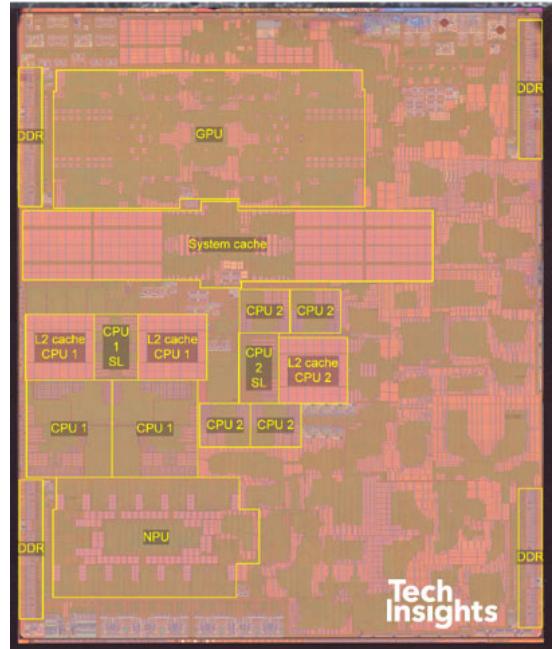 DDR
GPU
DDR
System cache
CPU 2
CPU 2
L2 cache
CPU 1
CPU
1
SL
L2 cache
CPU 1
CPU
2
SL
L2 cache
CPU 2
CPU 1
CPU 1
CPU 2
CPU 2
DDR
NPU
DDR
Tech
Insights